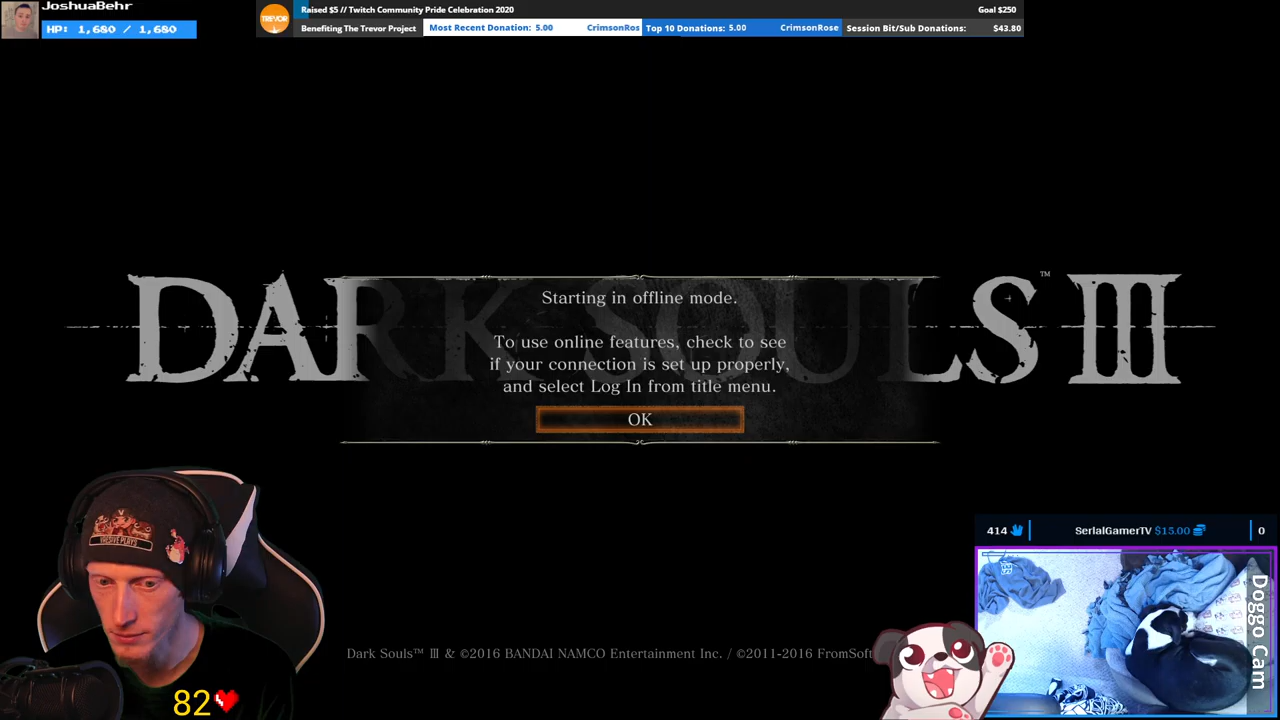 JoshuaBehr
HP: 1,680 / 1,680
TREVOR
Raised $5 // Twitch Community Pride Celebration 2020
Goal $250
Benefiting The Trevor Project
Most Recent Donation: 5.00
CrimsonRos
Top 10 Donations: 5.00
CrimsonRose
Session Bit/Sub Donations:
$43.80
DARK SOULS III
™
Starting in offline mode.
To use online features, check to see
if your connection is set up properly,
and select Log In from title menu.
OK
414
SerialGamerTV $15.00
0
Doggo Cam
82
Dark Souls™ III & ©2016 BANDAI NAMCO Entertainment Inc. / ©2011-2016 FromSoft